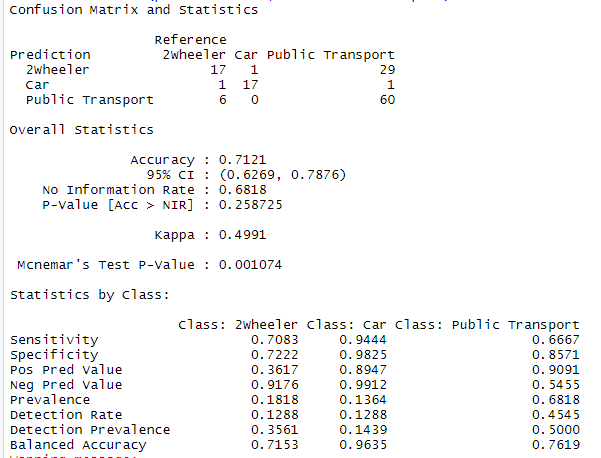 Confusion Matrix and Statistics
Reference
Prediction 2Wheeler Car Public Transport
2Wheeler 17 1 29
Car 1 17 1
Public Transport 6 0 60
Overall Statistics
Accuracy : 0.7121
95% CI : (0.6269, 0.7876)
No Information Rate : 0.6818
P-Value [Acc > NIR] : 0.258725
Kappa : 0.4991
Mcnemar's Test P-Value : 0.001074
Statistics by Class:
Class: 2Wheeler Class: Car Class: Public Transport
Sensitivity 0.7083 0.9444 0.6667
Specificity 0.7222 0.9825 0.8571
Pos Pred Value 0.3617 0.8947 0.9091
Neg Pred Value 0.9176 0.9912 0.5455
Prevalence 0.1818 0.1364 0.6818
Detection Rate 0.1288 0.1288 0.4545
Detection Prevalence 0.3561 0.1439 0.5000
Balanced Accuracy 0.7153 0.9635 0.7619